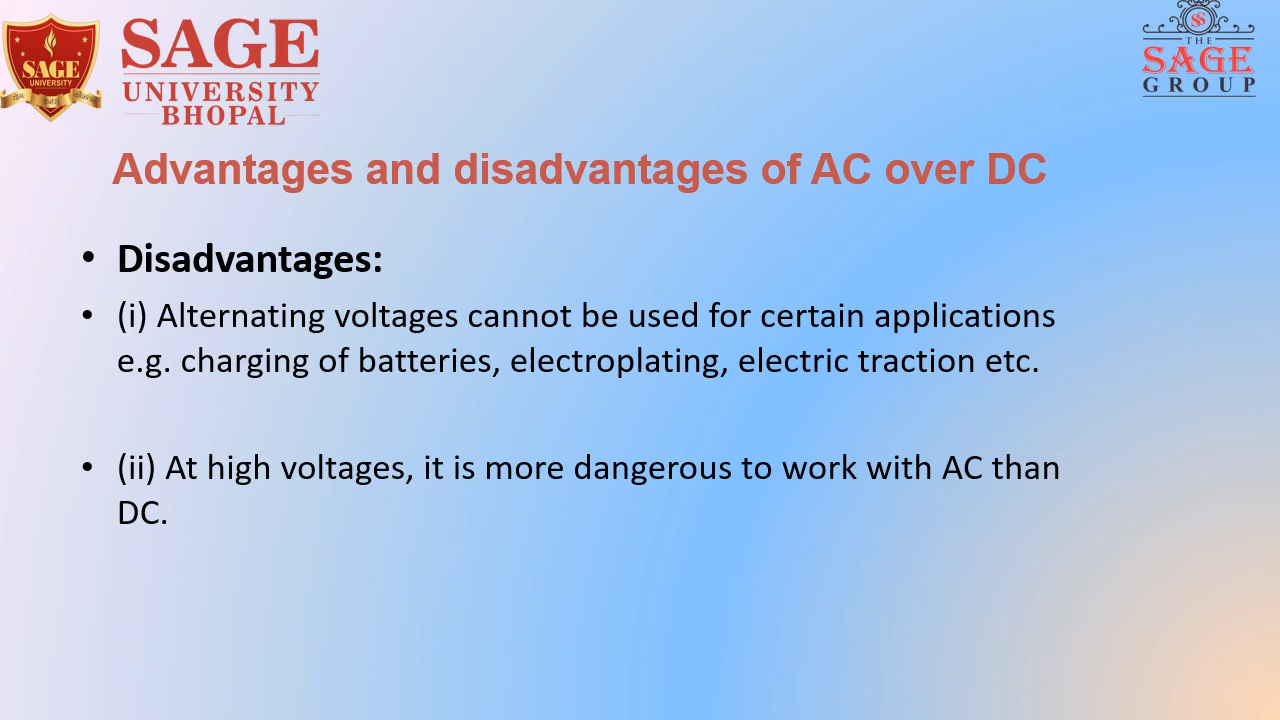 SAGE
UNIVERSITY
SAGE
UNIVERSITY
BHOPAL
THE
SAGE
GROUP
Advantages and disadvantages of AC over DC
• Disadvantages:
• (i) Alternating voltages cannot be used for certain applications
e.g. charging of batteries, electroplating, electric traction etc.
• (ii) At high voltages, it is more dangerous to work with AC than
DC.